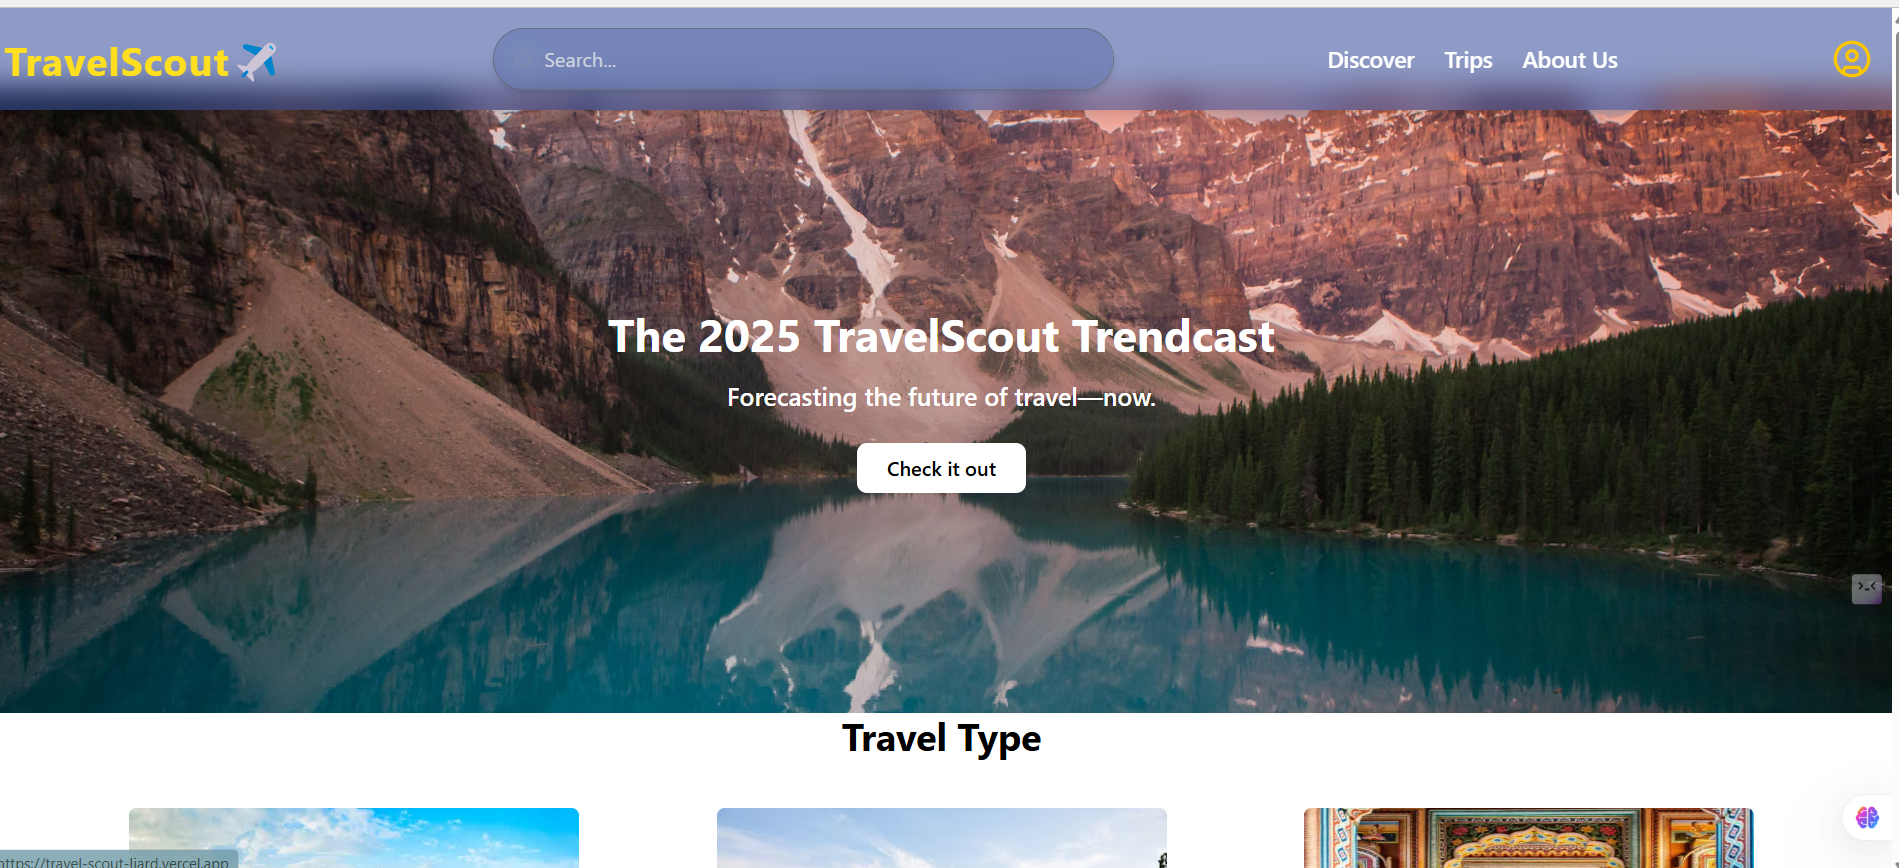 TravelScout
Search...
Discover Trips About Us
The 2025 TravelScout Trendcast
Forecasting the future of travel—now.
Check it out
Travel Type
https://travel-scout-liard.vercel.app